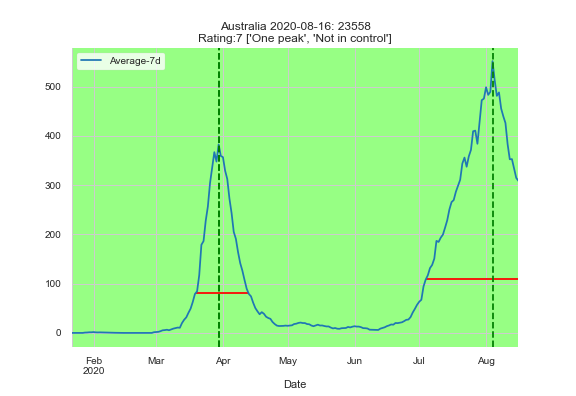 Australia 2020-08-16: 23558
Rating:7 ['One peak', 'Not in control']
Average-7d
500
400
300
200
100
0
Feb Mar Apr May Jun Jul Aug
2020
Date